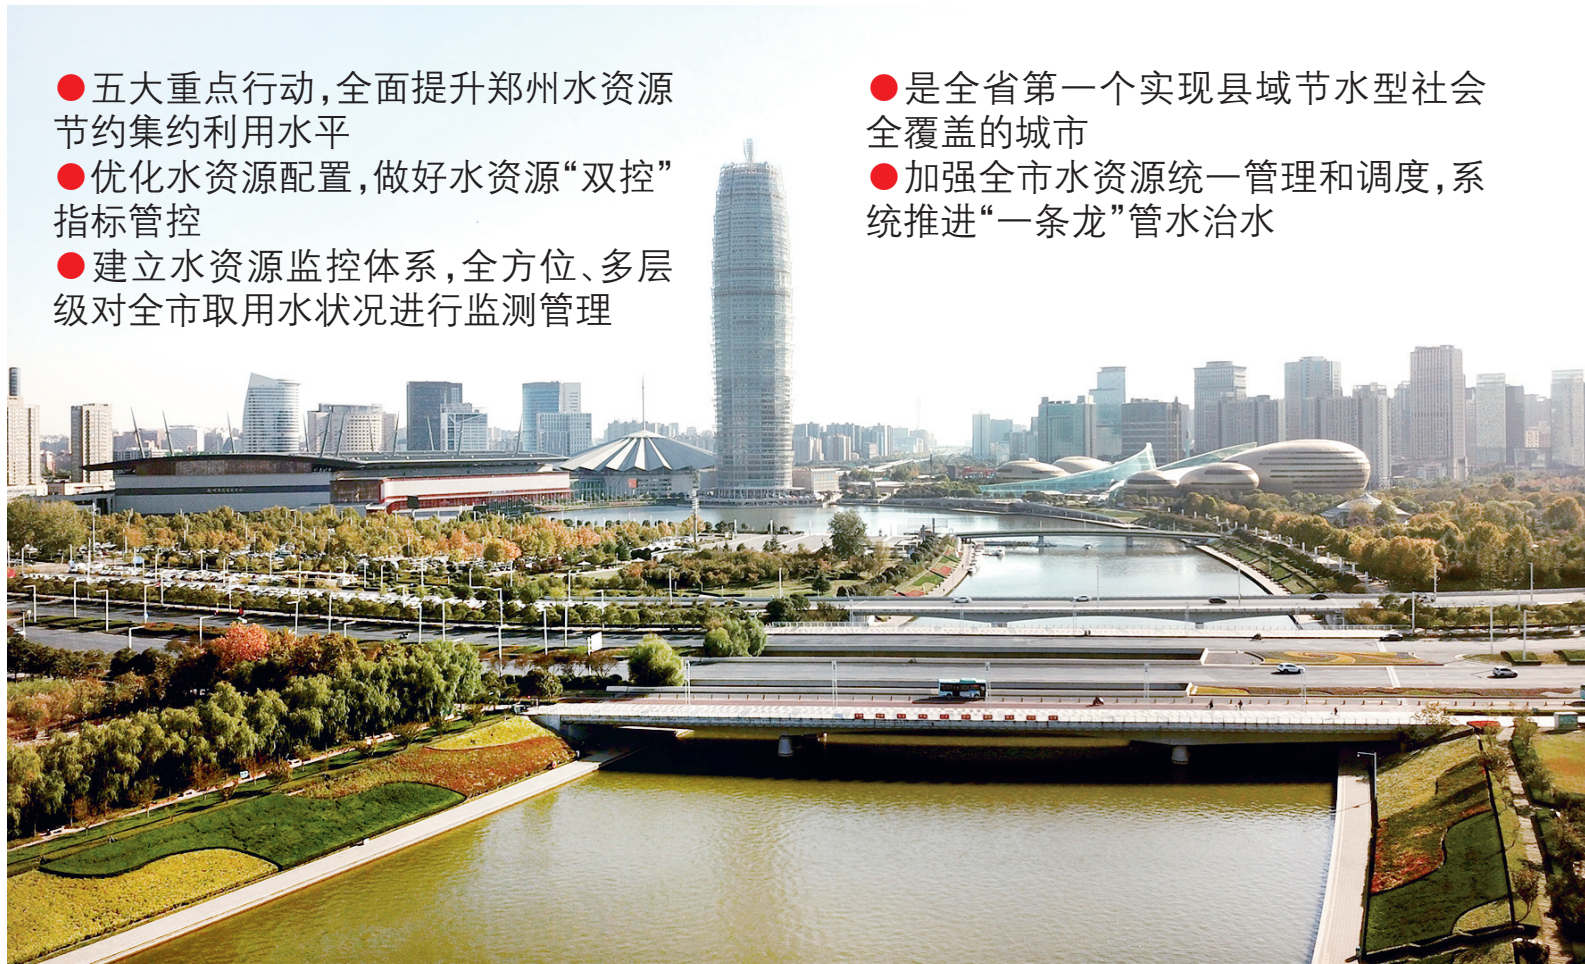 ●五大重点行动,全面提升郑州水资源
节约集约利用水平
●优化水资源配置,做好水资源“双控”
指标管控
●建立水资源监控体系,全方位、多层
级对全市取用水状况进行监测管理
●是全省第一个实现县域节水型社会
全覆盖的城市
●加强全市水资源统一管理和调度,系
统推进“一条龙”管水治水